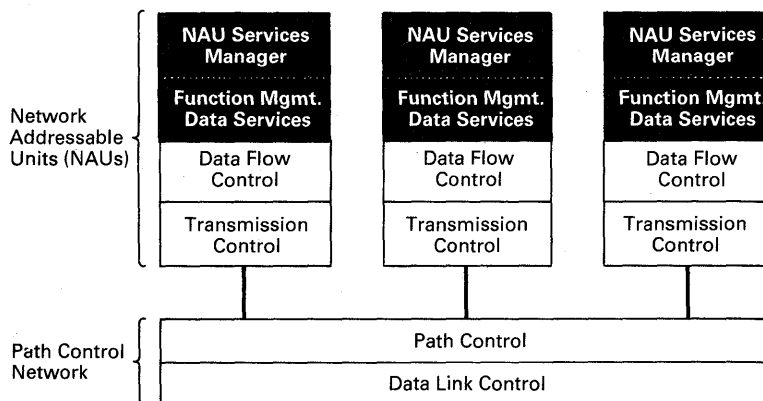 NAU Services
Manager
Function Mgmt.
Data Services
Data Flow
Control
Transmission
Control
NAU Services
Manager
Function Mgmt.
Data Services
Data Flow
Control
Transmission
Control
NAU Services
Manager
Function Mgmt.
Data Services
Data Flow
Control
Transmission
Control
Network
Addressable
Units (NAUs)
Path Control
Network
Path Control
Data Link Control